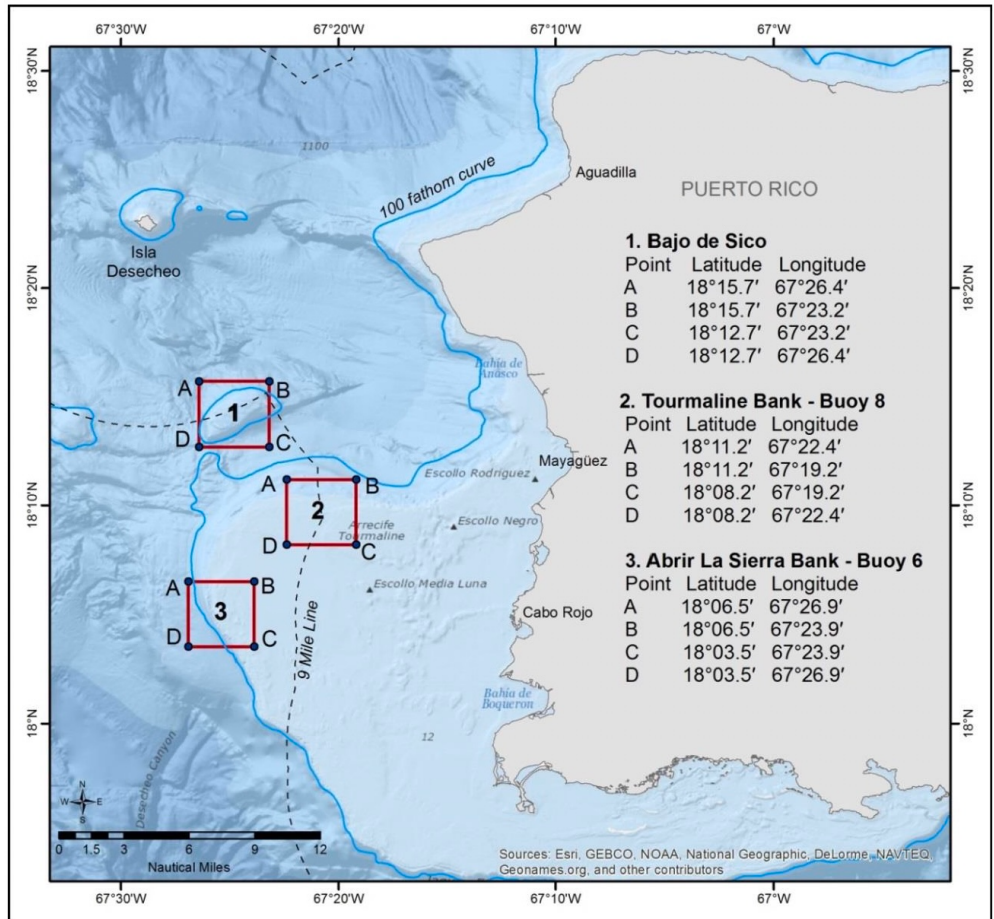 67°30'W 67°20'W 67°10'W 67°W
18°30'N
18°30'N
1100
100 fathom curve
Aguadilla
PUERTO RICO
Isla
Desecheo
1. Bajo de Sico
Point Latitude Longitude
A 18°15.7′ 67°26.4′
B 18°15.7′ 67°23.2′
C 18°12.7′ 67°23.2′
D 18°12.7′ 67°26.4′
18°20'N
18°20'N
Bahía de
Añasco
A B
1
D C
2. Tourmaline Bank - Buoy 8
Point Latitude Longitude
A 18°11.2′ 67°22.4′
B 18°11.2′ 67°19.2′
C 18°08.2′ 67°19.2′
D 18°08.2′ 67°22.4′
Mayagüez
Escollo Rodriguez
A B
2
D C
18°10'N
18°10'N
Escollo Negro
Arrecife
Tourmaline
Escollo Media Luna
3. Abrir La Sierra Bank - Buoy 6
Point Latitude Longitude
A 18°06.5′ 67°26.9′
B 18°06.5′ 67°23.9′
C 18°03.5′ 67°23.9′
D 18°03.5′ 67°26.9′
A B
3
D C
Cabo Rojo
9 Mile Line
Bahía de
Boqueron
18°N
18°N
12
Desecheo Canyon
N
W E
S
0 1.5 3 6 9 12
Nautical Miles
Sources: Esri, GEBCO, NOAA, National Geographic, DeLorme, NAVTEQ,
Geonames.org, and other contributors
67°30'W 67°20'W 67°10'W 67°W